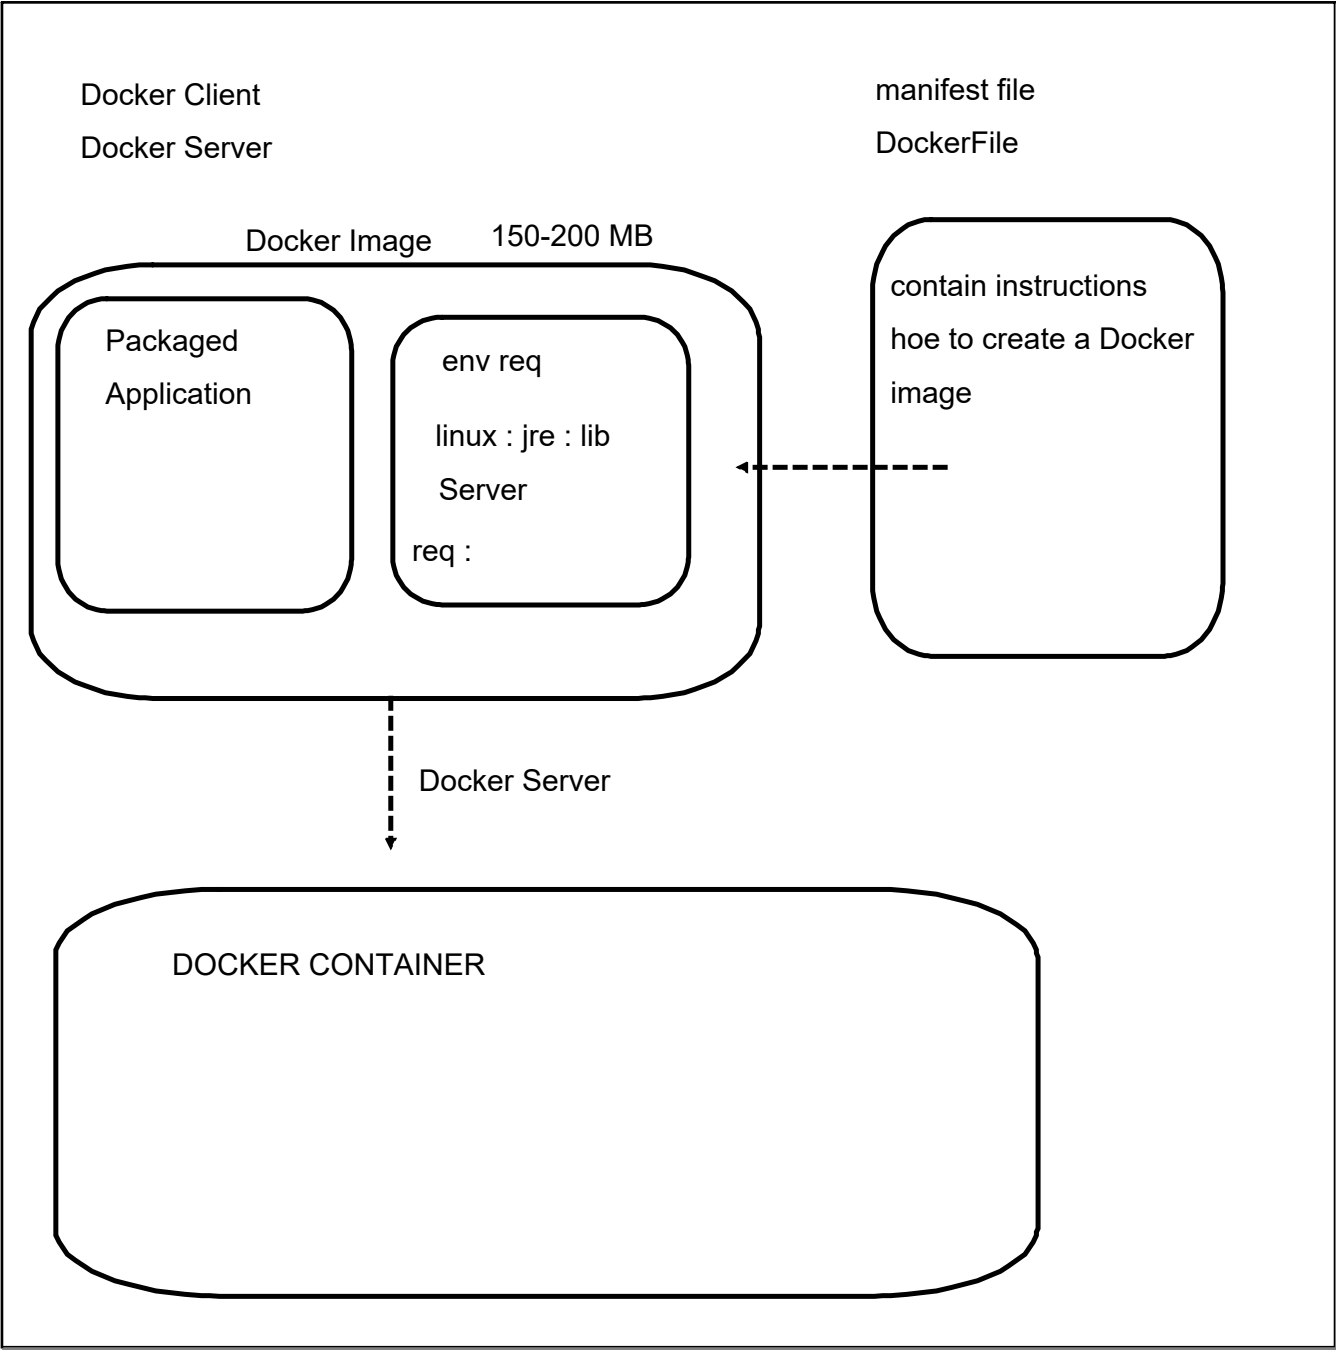 Docker Client
Docker Server
manifest file
DockerFile
Docker Image
150-200 MB
Packaged
Application
env req
linux : jre : lib
Server
req :
contain instructions
hoe to create a Docker
image
Docker Server
DOCKER CONTAINER